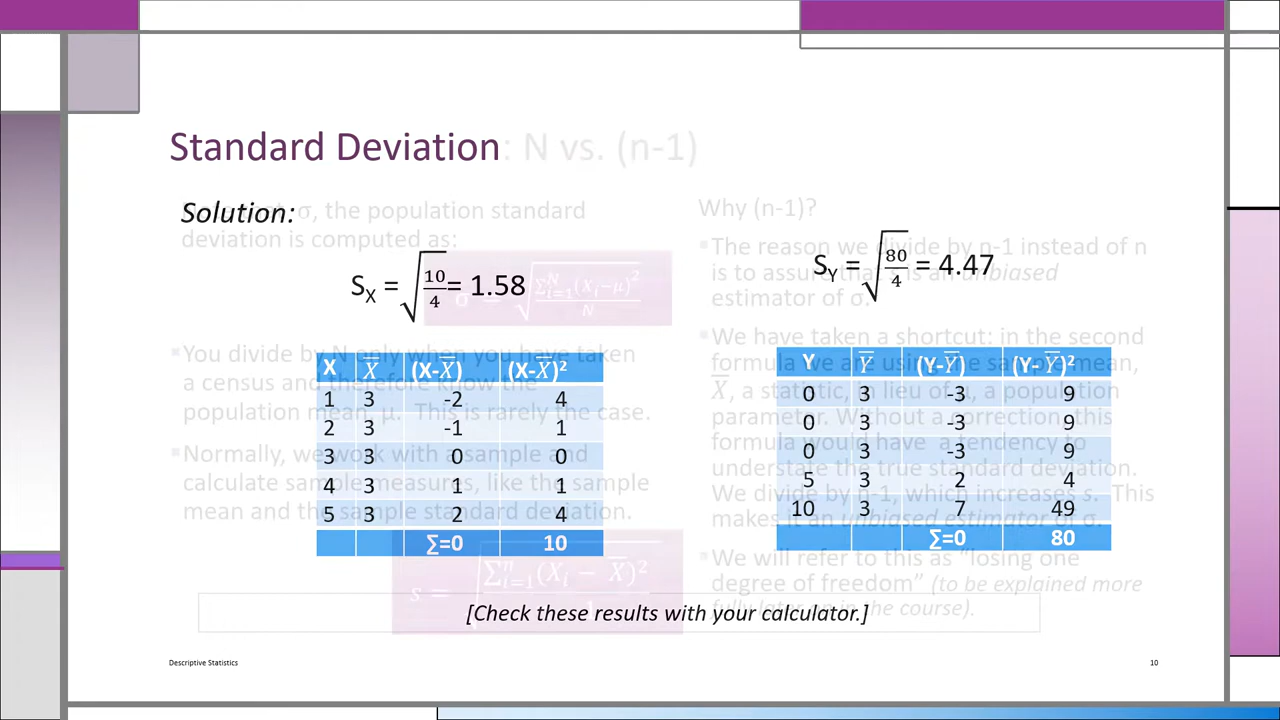 Standard Deviation: N vs. (n-1)
Solution:
σ, the population standard
deviation is computed as:
S_X = √(10/4) = 1.58
σ = √(∑ᵢ₌₁ᴺ(Xᵢ−μ)² / N)
You divide by N only when you have taken
a census and therefore know the
population mean, μ. This is rarely the case.
Normally, we work with a sample and
calculate sample measures, like the sample
mean and the sample standard deviation.
X X̅ (X-X̅) (X-X̅)²
1 3 -2 4
2 3 -1 1
3 3 0 0
4 3 1 1
5 3 2 4
∑=0 10
s = √(∑ᵢ₌₁ⁿ(Xᵢ − X̅)²
Why (n-1)?
S_Y = √(80/4) = 4.47
The reason we divide by n-1 instead of n
is to assure that s is an unbiased
estimator of σ.
We have taken a shortcut: in the second
formula we are using the sample mean,
X̅, a statistic, in lieu of μ, a population
parameter. Without a correction, this
formula would have a tendency to
understate the true standard deviation.
We divide by n-1, which increases s. This
makes it an unbiased estimator of σ.
We will refer to this as “losing one
degree of freedom” (to be explained more
fully later on in the course).
Y Y̅ (Y-Y̅) (Y-Y̅)²
0 3 -3 9
0 3 -3 9
0 3 -3 9
5 3 2 4
10 3 7 49
∑=0 80
[Check these results with your calculator.]
Descriptive Statistics
10